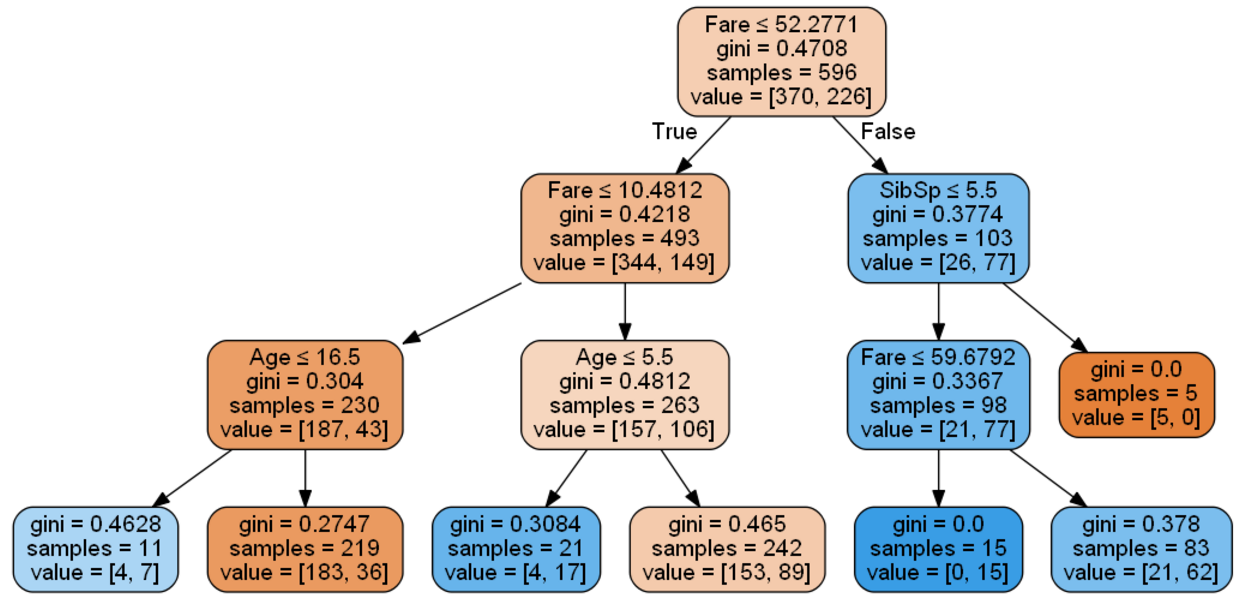 Fare ≤ 52.2771
gini = 0.4708
samples = 596
value = [370, 226]
True
False
Fare ≤ 10.4812
gini = 0.4218
samples = 493
value = [344, 149]
SibSp ≤ 5.5
gini = 0.3774
samples = 103
value = [26, 77]
Age ≤ 16.5
gini = 0.304
samples = 230
value = [187, 43]
Age ≤ 5.5
gini = 0.4812
samples = 263
value = [157, 106]
Fare ≤ 59.6792
gini = 0.3367
samples = 98
value = [21, 77]
gini = 0.0
samples = 5
value = [5, 0]
gini = 0.4628
samples = 11
value = [4, 7]
gini = 0.2747
samples = 219
value = [183, 36]
gini = 0.3084
samples = 21
value = [4, 17]
gini = 0.465
samples = 242
value = [153, 89]
gini = 0.0
samples = 15
value = [0, 15]
gini = 0.378
samples = 83
value = [21, 62]